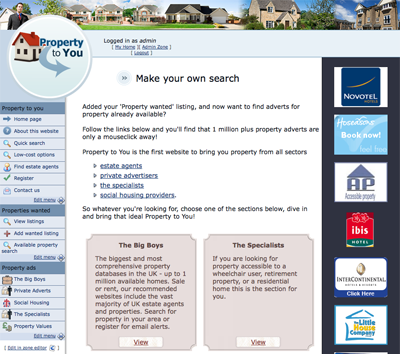 Property
to You
Logged in as admin
[ My Home ] [ Admin Zone ]
[ Logout ]
Make your own search
Property to you
Home page
About this website
Quick search
Low-cost options
Find estate agents
Register
Contact us
Edit menu
Properties wanted
View listings
Add wanted listing
Available property
search
Edit menu
Property ads
The Big Boys
Private Adverts
Social Housing
The Specialists
Property Values
Edit menu
[ Edit in zone editor ]
Added your 'Property wanted' listing, and now want to find adverts for
property already available?
Follow the links below and you'll find that 1 million plus property adverts are
only a mouseclick away!
Property to You is the first website to bring you property from all sectors
estate agents
private advertisers
the specialists
social housing providers.
So whatever you're looking for, choose one of the sections below, dive in
and bring that ideal Property to You!
The Big Boys
The biggest and most
comprehensive property
databases in the UK - up to 1
million available homes. Sale
or rent, our recommended
websites include the vast
majority of UK estate agents
and properties. Search for
property in your area or
register for email alerts.
View
The Specialists
If you are looking for
property accessible to a
wheelchair user, retirement
property, or a residential
home this is the section for
you.
View
NOVOTEL
HOTELS
Hoseasons
Book now!
AP
Accessible property
ibis
HOTEL
INTERCONTINENTAL
HOTELS & RESORTS
Click Here
the Little
House
Company